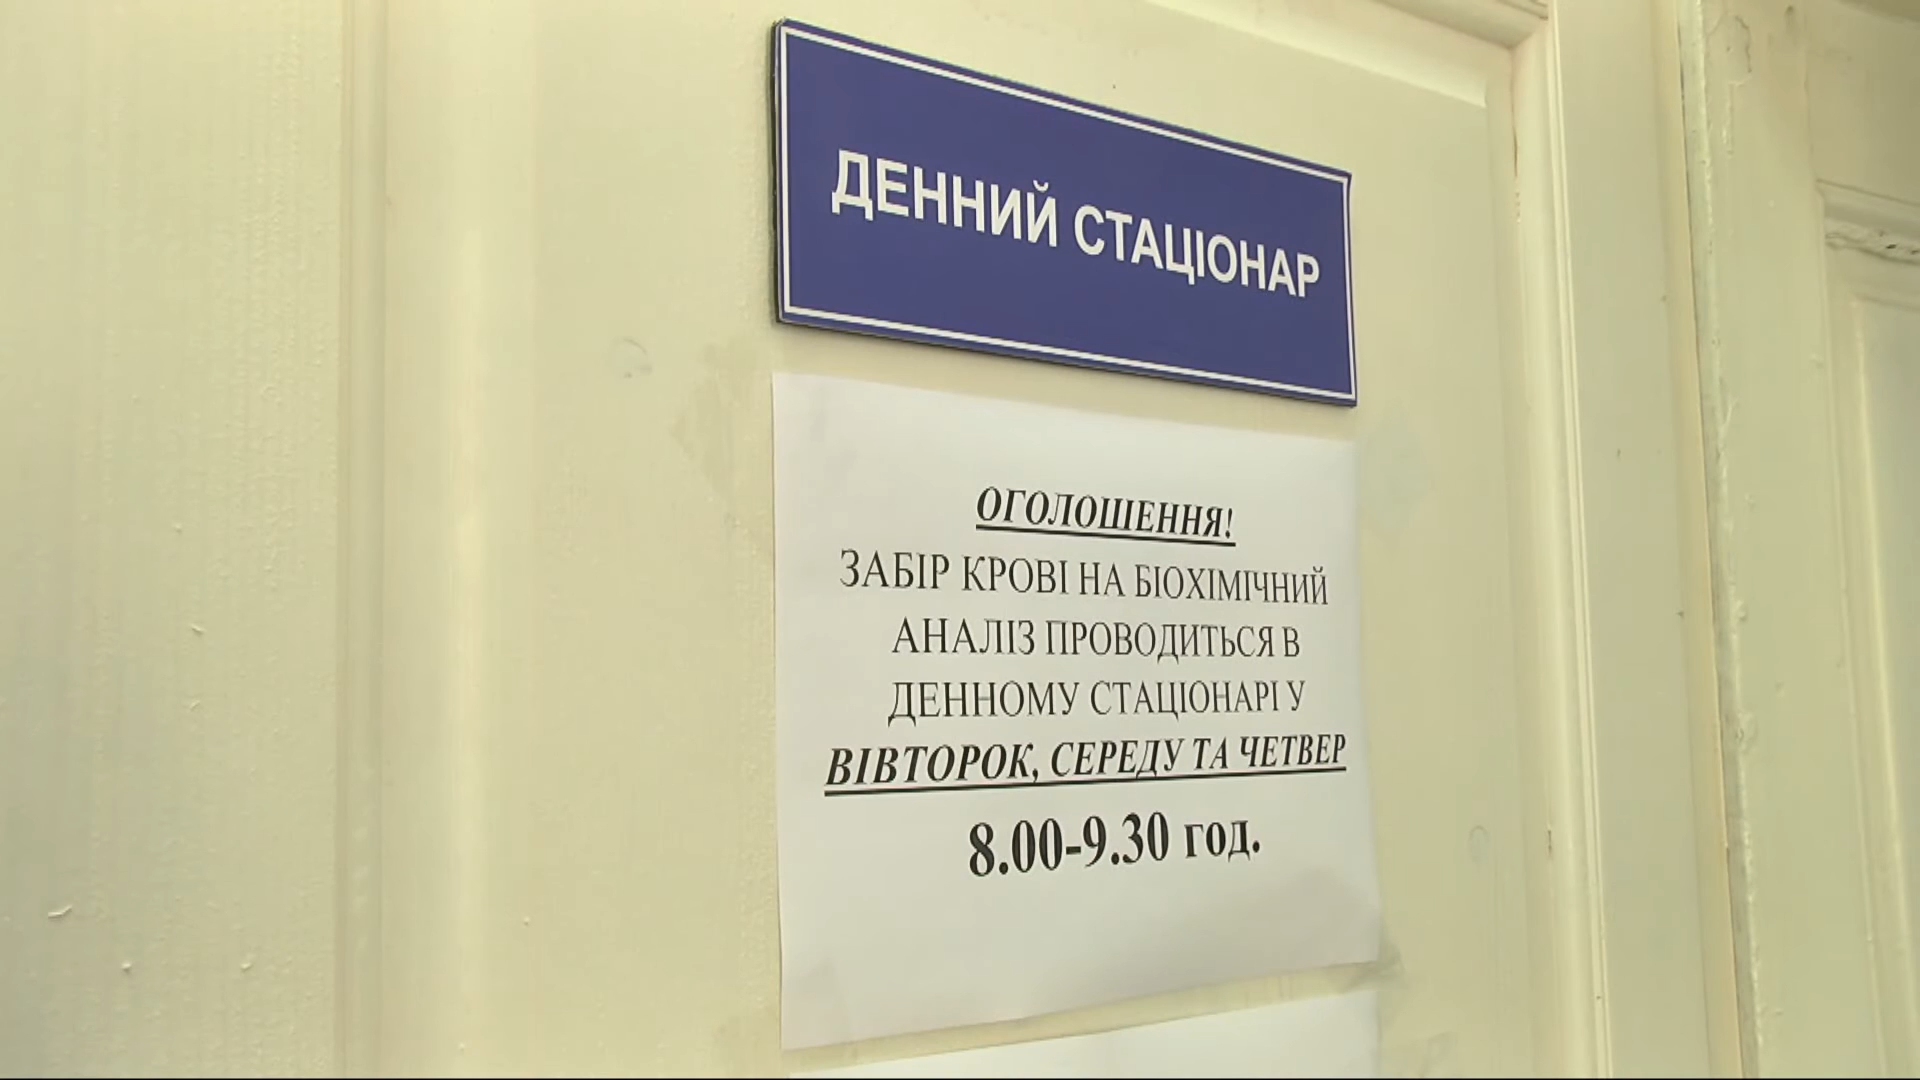 ДЕННИЙ СТАЦІОНАР
ОГОЛОШЕННЯ!
ЗАБІР КРОВІ НА БІОХІМІЧНИЙ
АНАЛІЗ ПРОВОДИТЬСЯ В
ДЕННОМУ СТАЦІОНАРІ У
ВІВТОРОК, СЕРЕДУ ТА ЧЕТВЕР
8.00-9.30 год.